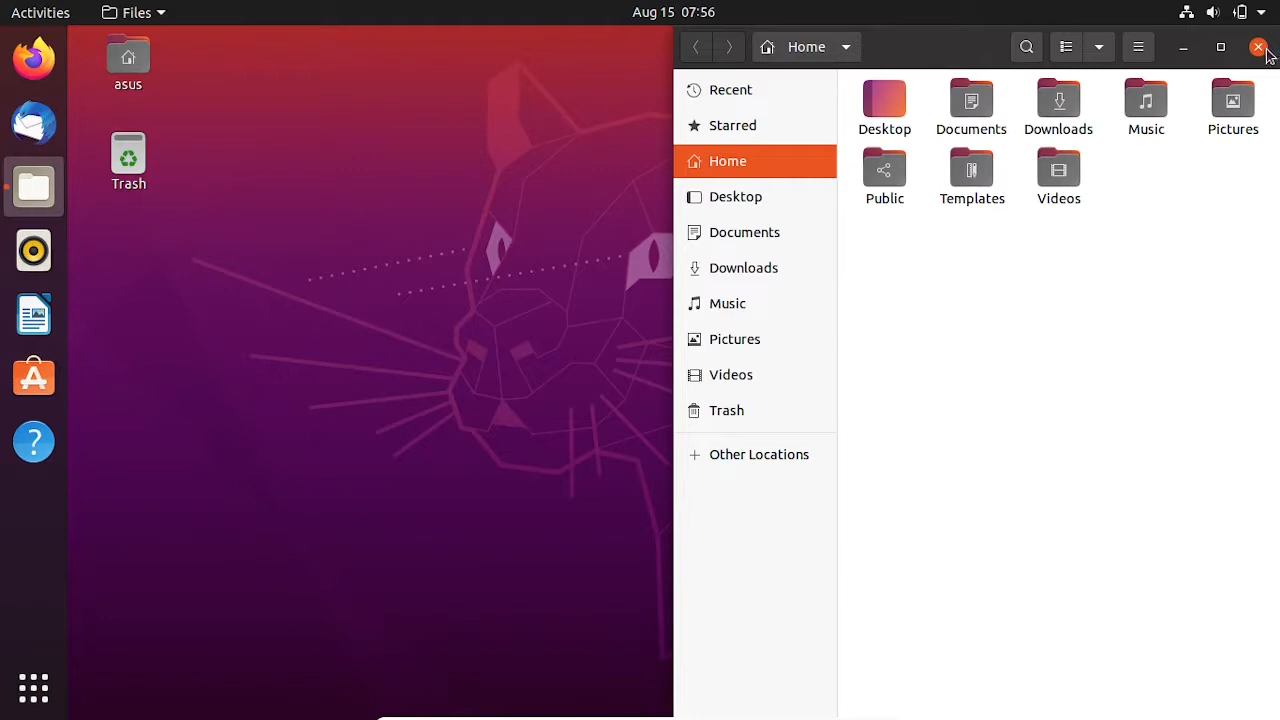 Activities
Files
Aug 15 07:56
asus
Trash
Home
Recent
Starred
Home
Desktop
Documents
Downloads
Music
Pictures
Videos
Trash
Other Locations
Desktop
Documents
Downloads
Music
Pictures
Public
Templates
Videos